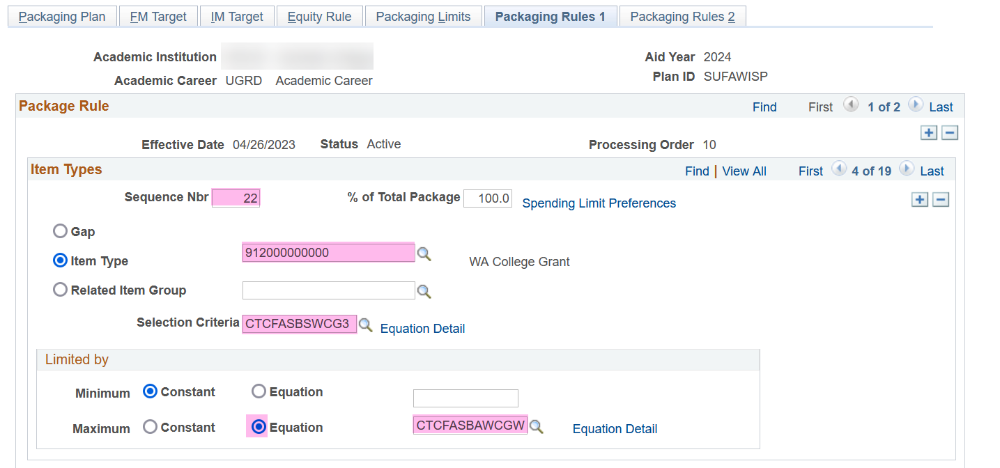 Packaging Plan FM Target IM Target Equity Rule Packaging Limits Packaging Rules 1 Packaging Rules 2
Academic Institution Aid Year 2024
Academic Career UGRD Academic Career Plan ID SUFAWISP
Package Rule Find First 1 of 2 Last
Effective Date 04/26/2023 Status Active Processing Order 10
Item Types Find | View All First 4 of 19 Last
Sequence Nbr 22 % of Total Package 100.0 Spending Limit Preferences
Gap
Item Type 912000000000 WA College Grant
Related Item Group
Selection Criteria CTCFASBSWCG3 Equation Detail
Limited by
Minimum Constant Equation
Maximum Constant Equation CTCFASBAWCGW Equation Detail